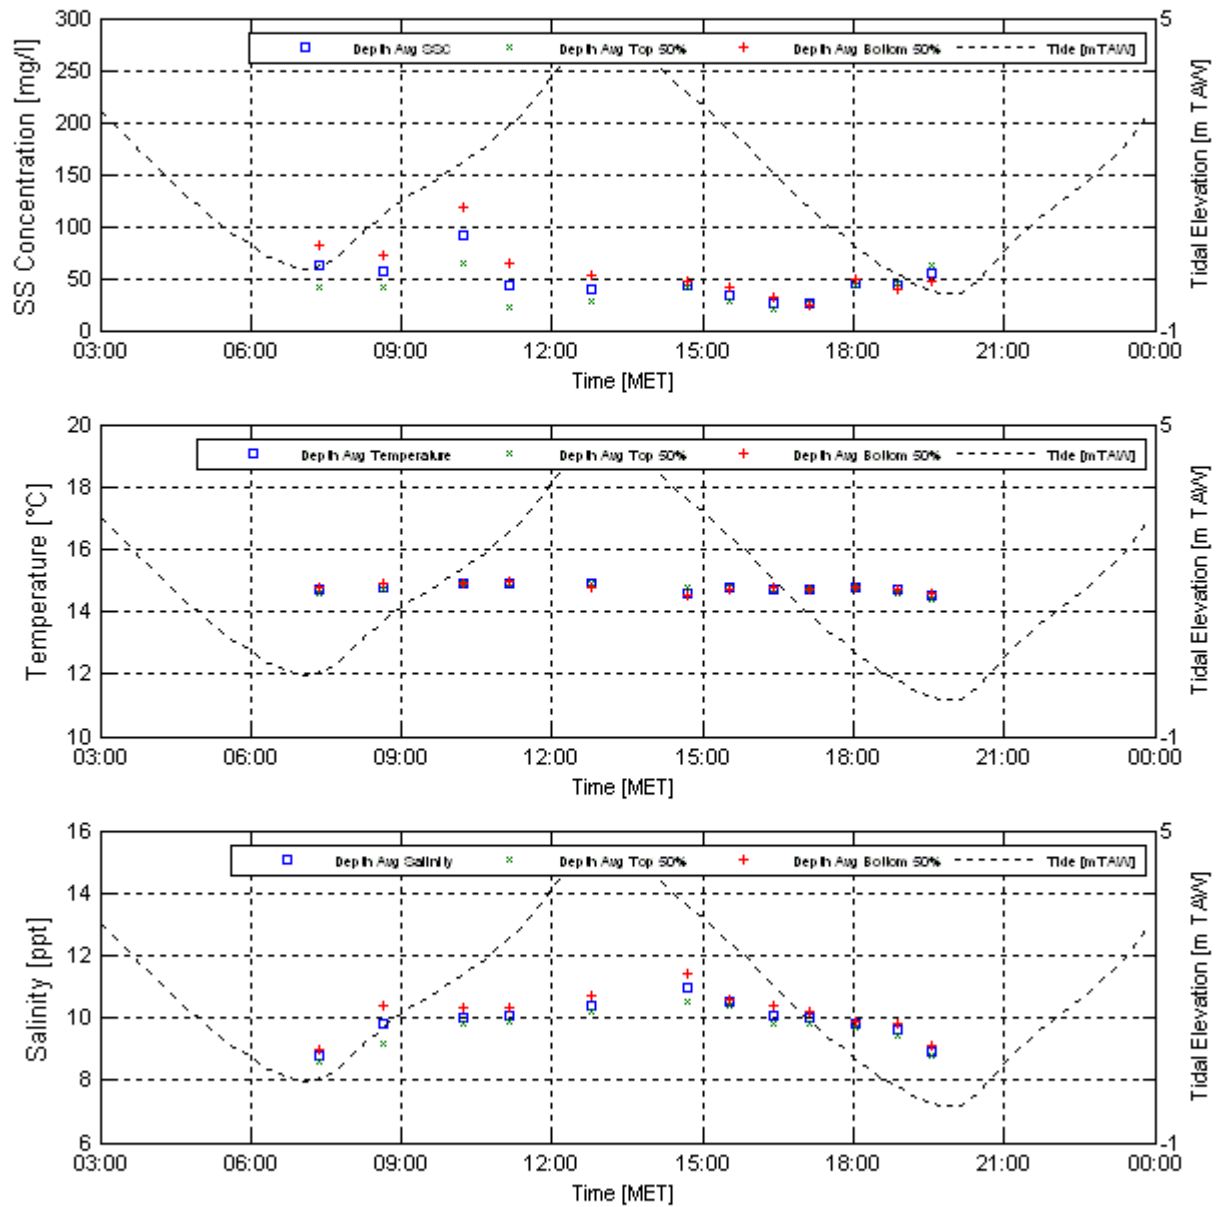 300
250
200
150
100
50
0
SS Concentration [mg/l]
Depth Avg SSC
Depth Avg Top 50%
Depth Avg Bottom 50%
Tide [mTAW]
5
-1
Tidal Elevation [m TAW]
03:00 06:00 09:00 12:00 15:00 18:00 21:00 00:00
Time [MET]
20
18
16
14
12
10
Temperature [°C]
Depth Avg Temperature
Depth Avg Top 50%
Depth Avg Bottom 50%
Tide [mTAW]
5
-1
Tidal Elevation [m TAW]
03:00 06:00 09:00 12:00 15:00 18:00 21:00 00:00
Time [MET]
16
14
12
10
8
6
Salinity [ppt]
Depth Avg Salinity
Depth Avg Top 50%
Depth Avg Bottom 50%
Tide [mTAW]
5
-1
Tidal Elevation [m TAW]
03:00 06:00 09:00 12:00 15:00 18:00 21:00 00:00
Time [MET]